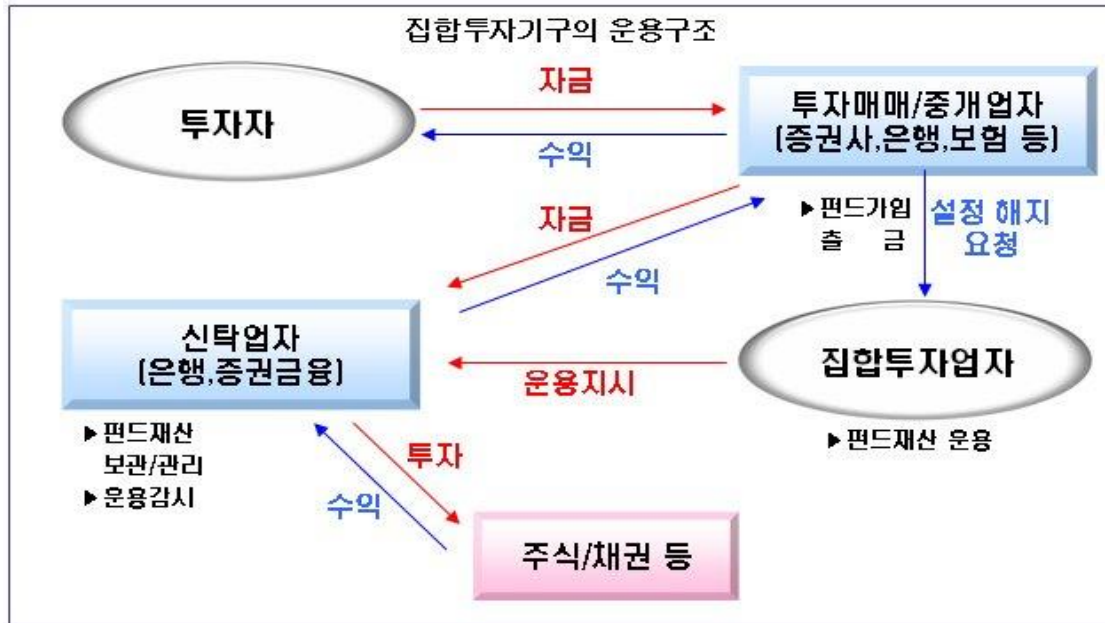 집합투자기구의 운용구조
투자자
자금
수익
투자매매/중개업자
(증권사,은행,보험 등)
▶펀드가입
출 금
설정 해지
요청
자금
수익
신탁업자
(은행,증권금융)
운용지시
집합투자업자
▶펀드재산 운용
▶펀드재산
보관/관리
▶운용감시
투자
수익
주식/채권 등